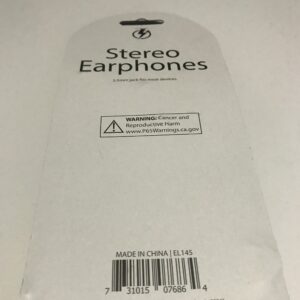 Stereo
Earphones
3.5mm jack fits most devices
WARNING: Cancer and
Reproductive Harm
www.P65Warnings.ca.gov
MADE IN CHINA | EL145
7 31015 07686 4